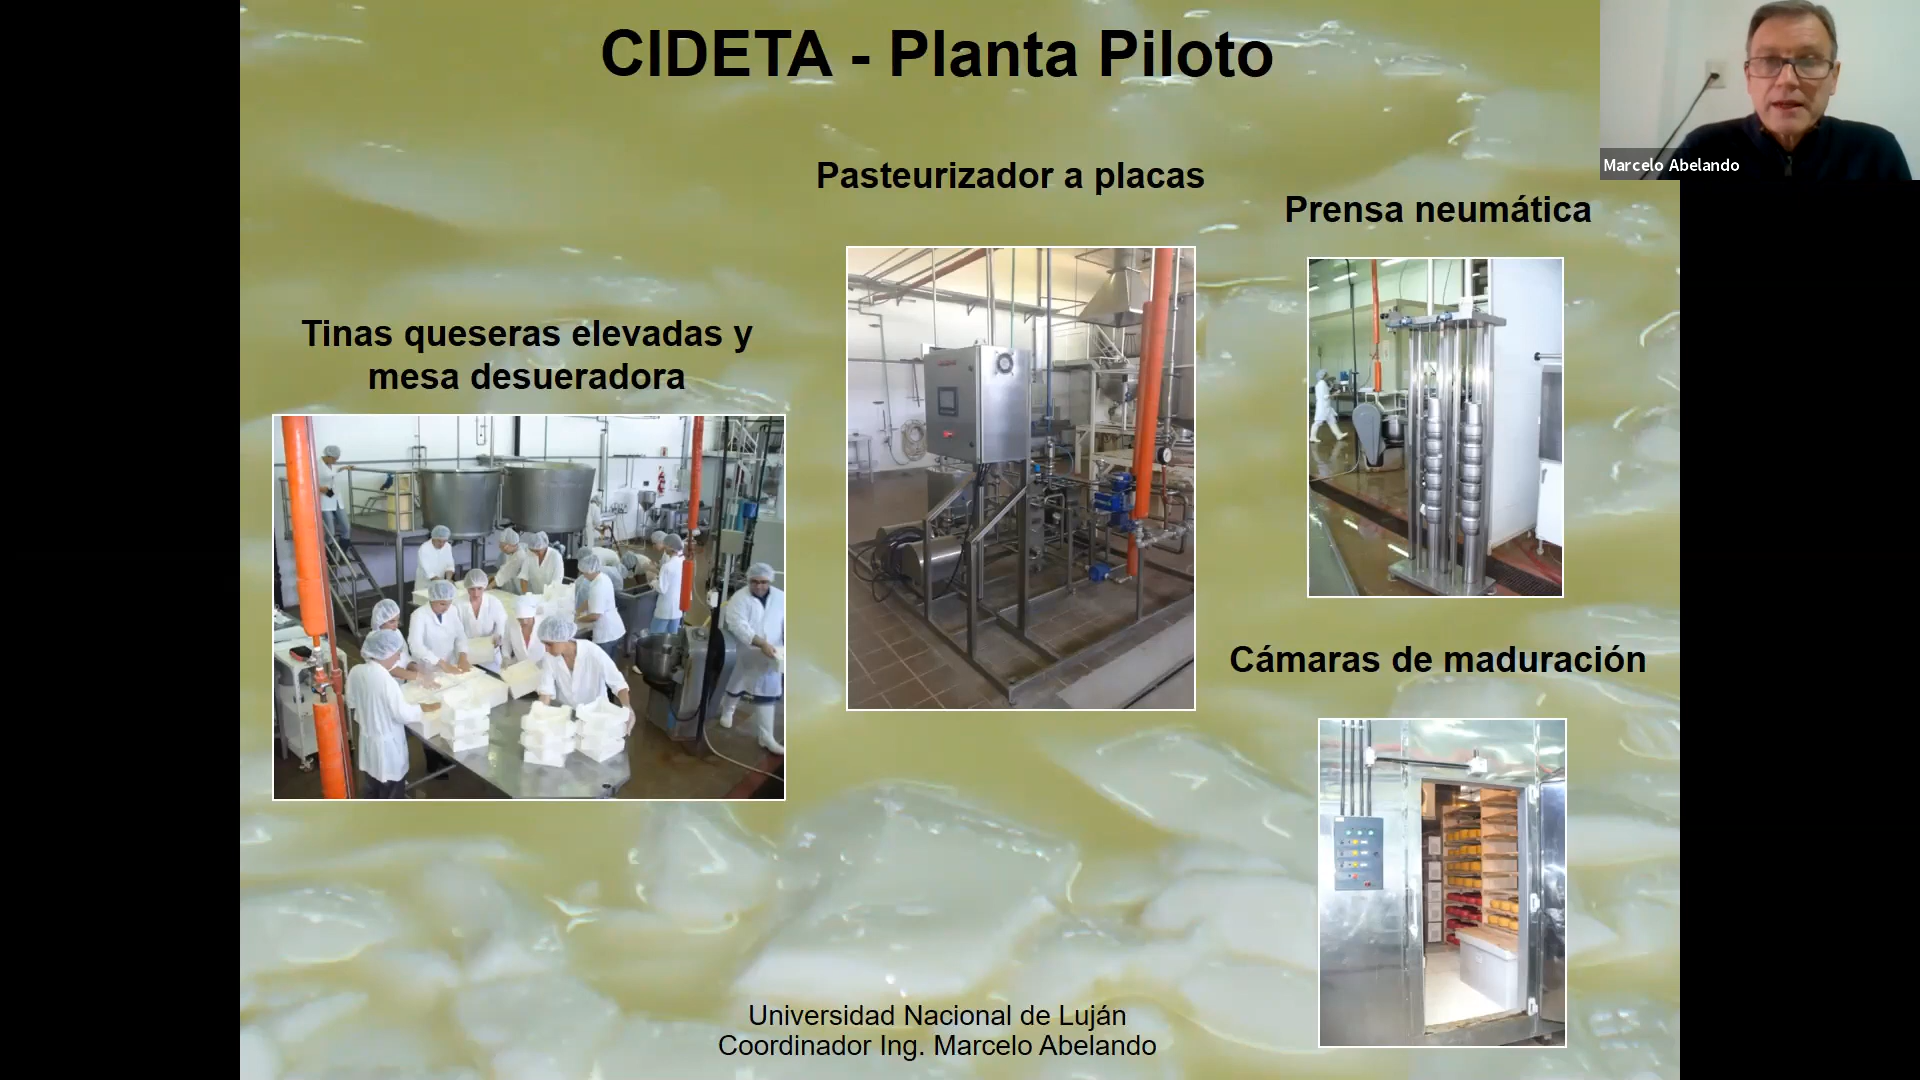 CIDETA - Planta Piloto
Marcelo Abelando
Pasteurizador a placas
Prensa neumática
Tinas queseras elevadas y
mesa desueradora
Cámaras de maduración
Universidad Nacional de Luján
Coordinador Ing. Marcelo Abelando